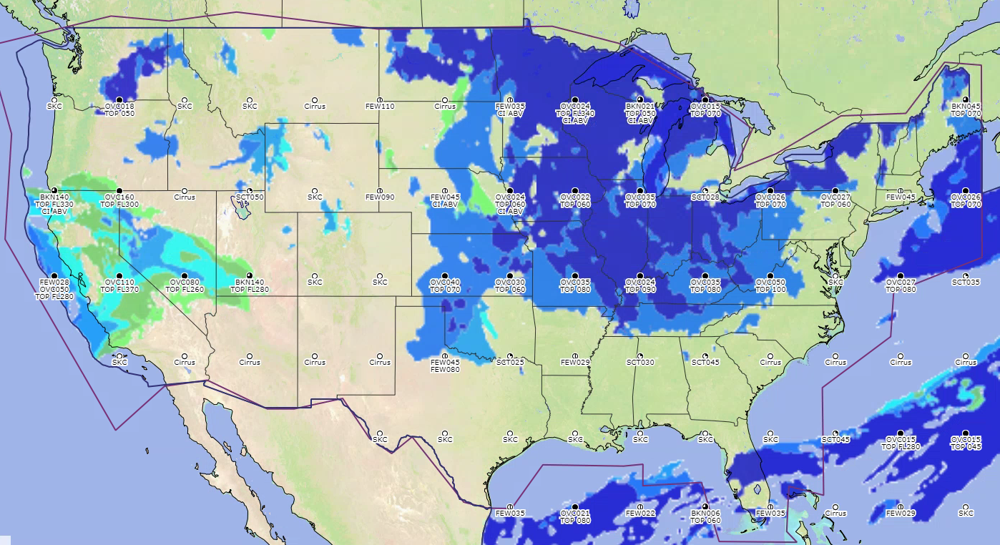 SKC
OVC018
TOP 050
SKC
SKC
Cirrus
FEW110
Cirrus
FEW035
CI ABV
OVC024
TOP FL340
CI ABV
BKN021
TOP 050
CI ABV
OVC015
TOP 070
BKN045
TOP 070
BKN140
TOP FL330
CI ABV
OVC160
TOP FL300
Cirrus
SCT050
SKC
FEW090
FEW045
CI ABV
OVC024
TOP 060
CI ABV
OVC022
TOP 060
OVC035
TOP 070
SCT028
OVC026
TOP 070
OVC027
TOP 060
FEW045
OVC026
TOP 070
FEW028
OVC050
TOP FL280
OVC110
TOP FL370
OVC080
TOP FL260
BKN140
TOP FL280
SKC
SKC
OVC040
TOP 070
OVC030
TOP 060
OVC035
TOP 080
OVC024
TOP 090
OVC035
TOP 080
OVC050
TOP 100
SKC
OVC027
TOP 080
SCT035
SKC
Cirrus
Cirrus
Cirrus
Cirrus
FEW045
FEW080
SCT025
FEW029
SCT030
SCT045
Cirrus
Cirrus
Cirrus
Cirrus
SKC
SKC
SKC
SKC
SKC
SKC
SKC
SCT045
OVC015
TOP FL280
OVC015
TOP 045
FEW035
OVC021
TOP 080
FEW022
BKN006
TOP 060
FEW035
Cirrus
FEW029
SKC